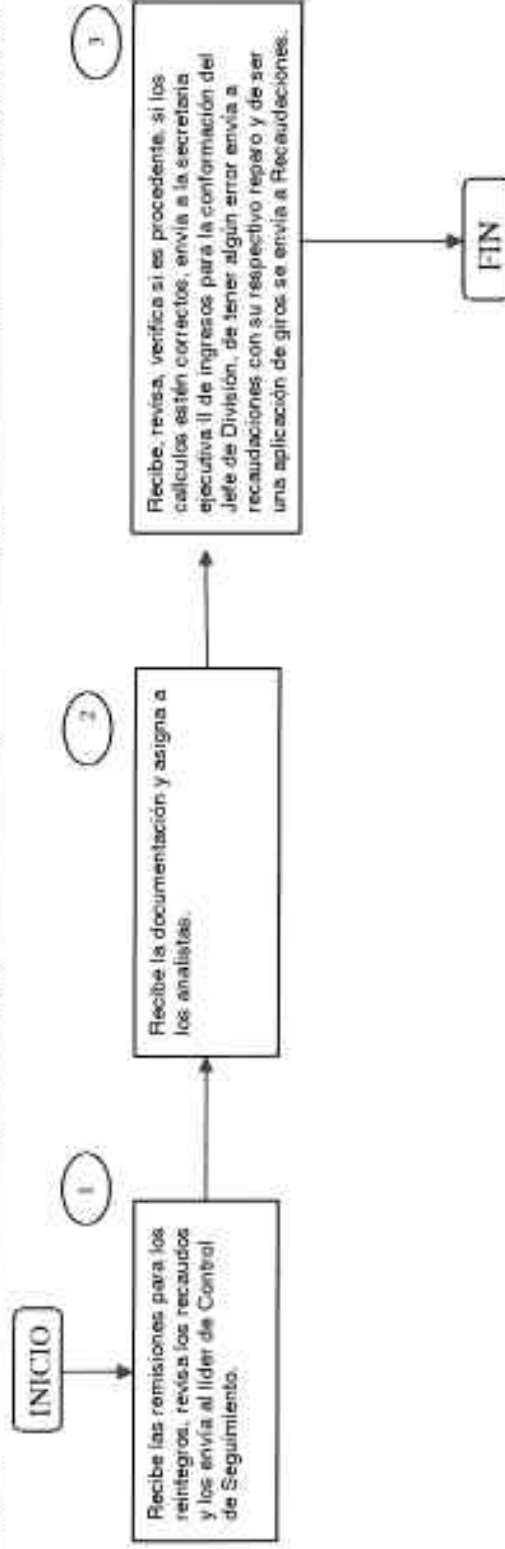 INICIO
1
Recibe las remisiones para los
reintegros, revisa los recaudos
y los envía al líder de Control
de Seguimiento.
2
Recibe la documentación y asigna a
los analistas.
3
Recibe, revisa, verifica si es procedente, si los
calículos estén correctos, envía a la secretaria
ejecutiva II de ingresos para la conformación del
Jefe de División, de tener algún error envía a
recaudaciones con su respectivo reparo y de ser
una aplicación de giros se envía a Recaudaciones.
FIN